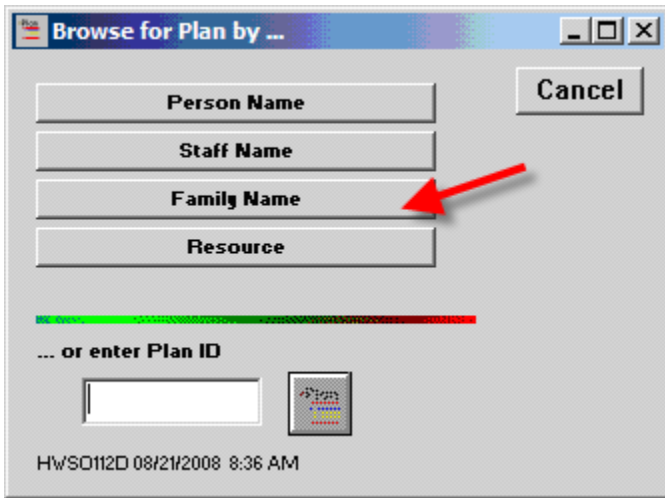 Browse for Plan by ...
Cancel
Person Name
Staff Name
Family Name
Resource
... or enter Plan ID
Plan
HWSO112D 08/21/2008 8:36 AM